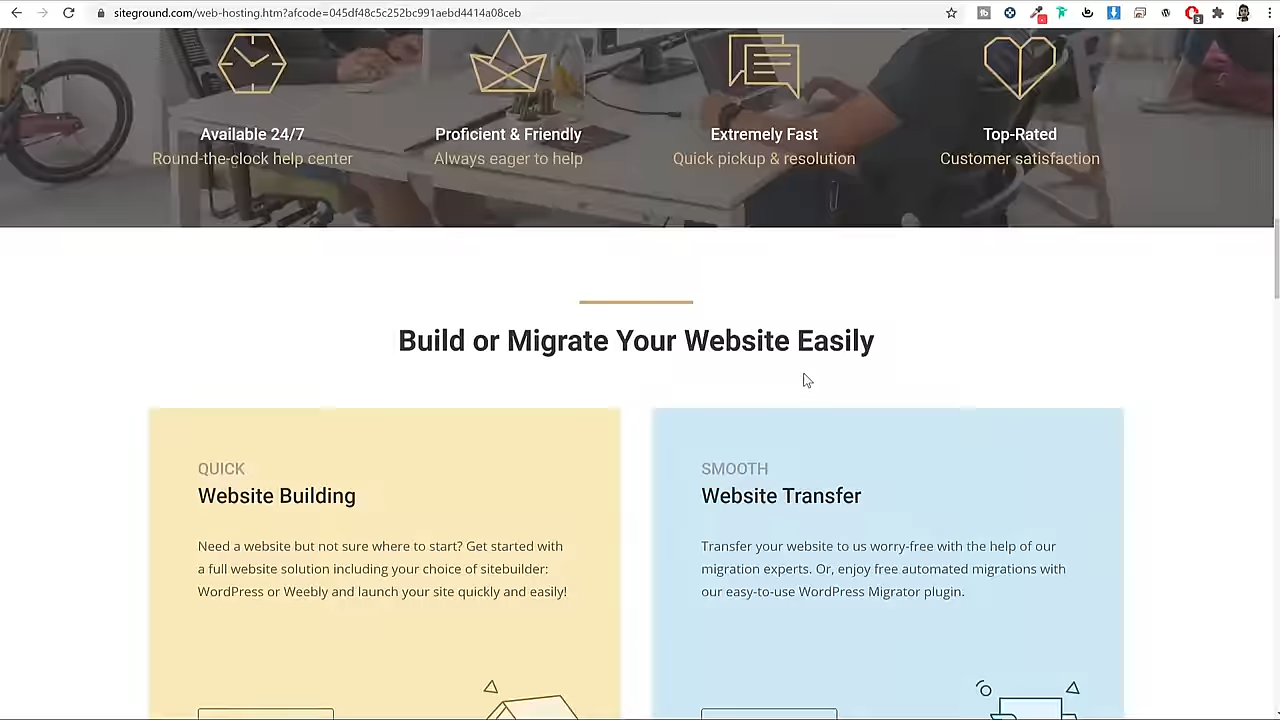 siteground.com/web-hosting.htm?afcode=045df48c5c252bc991aebd4414a08ceb
Available 24/7
Round-the-clock help center
Proficient & Friendly
Always eager to help
Extremely Fast
Quick pickup & resolution
Top-Rated
Customer satisfaction
Build or Migrate Your Website Easily
QUICK
Website Building
Need a website but not sure where to start? Get started with
a full website solution including your choice of sitebuilder:
WordPress or Weebly and launch your site quickly and easily!
SMOOTH
Website Transfer
Transfer your website to us worry-free with the help of our
migration experts. Or, enjoy free automated migrations with
our easy-to-use WordPress Migrator plugin.